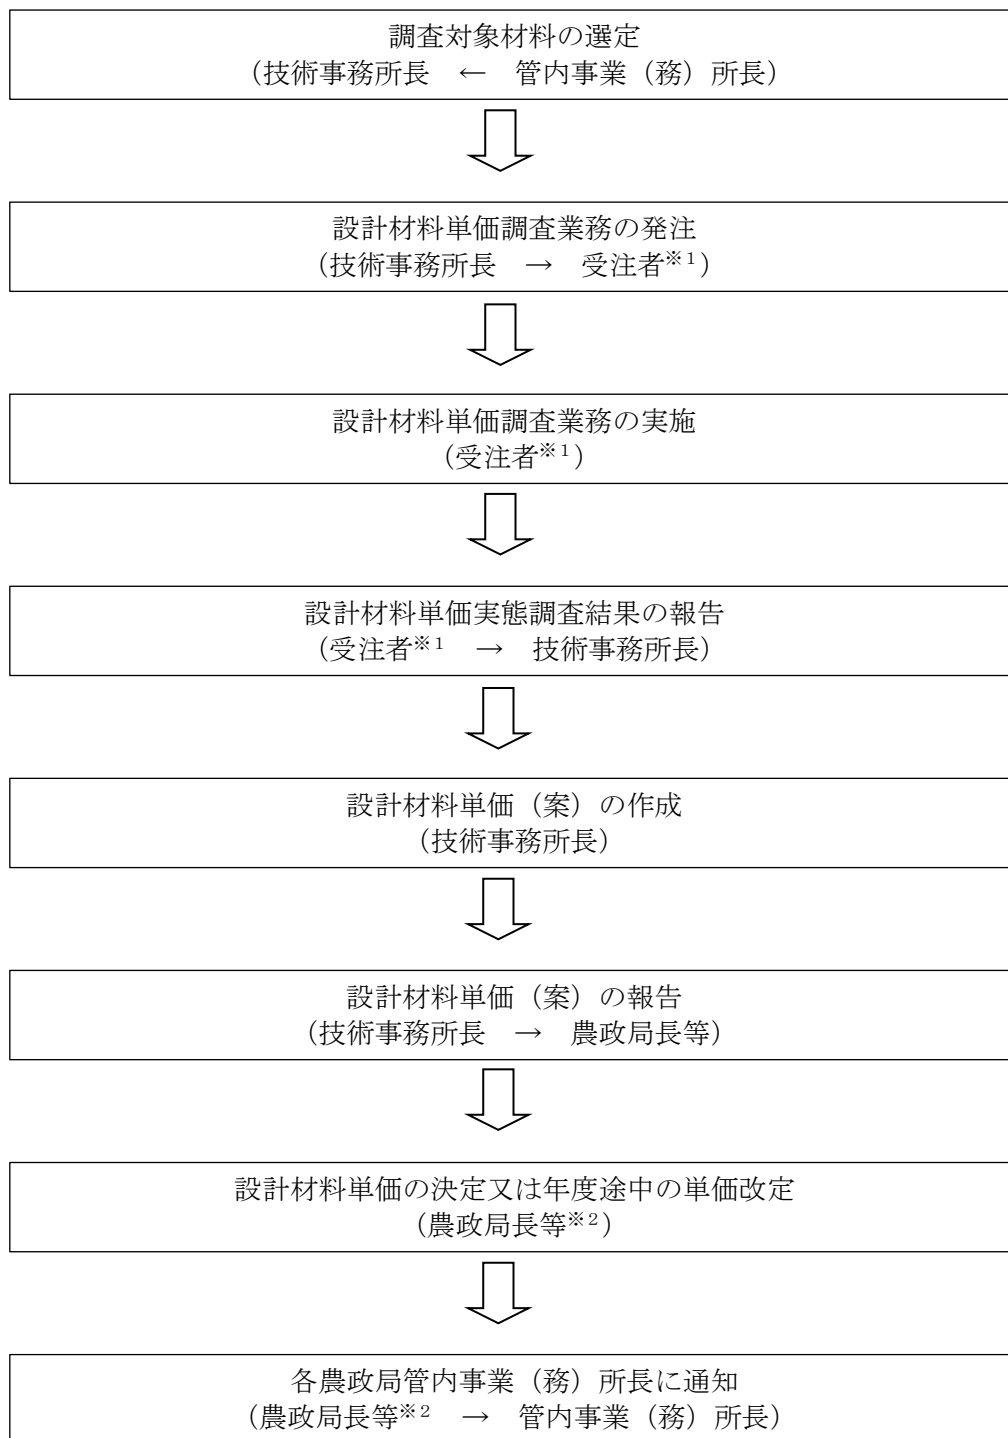 調査対象材料の選定
(技術事務所長　←　管内事業（務）所長)
設計材料単価調査業務の発注
(技術事務所長　→　受注者※1)
設計材料単価調査業務の実施
(受注者※1)
設計材料単価実態調査結果の報告
(受注者※1　→　技術事務所長)
設計材料単価（案）の作成
(技術事務所長)
設計材料単価（案）の報告
(技術事務所長　→　農政局長等)
設計材料単価の決定又は年度途中の単価改定
(農政局長等※2)
各農政局管内事業（務）所長に通知
(農政局長等※2　→　管内事業（務）所長)